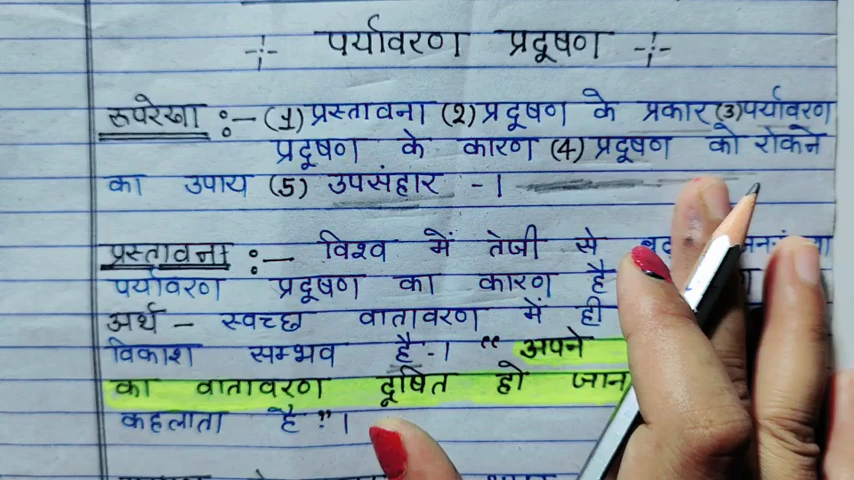 पर्यावरण प्रदूषण
रूपरेखा :- (1) प्रस्तावना (2) प्रदूषण के प्रकार (3) पर्यावरण
प्रदूषण के कारण (4) प्रदूषण को रोकने
का उपाय (5) उपसंहार -।
प्रस्तावना :- विश्व में तेजी से
पर्यावरण प्रदूषण का कारण है
अर्थ - स्वच्छ वातावरण में ही
विकाश सम्भव है -। " अपने
का वातावरण दूषित हो
कहलाता है "।